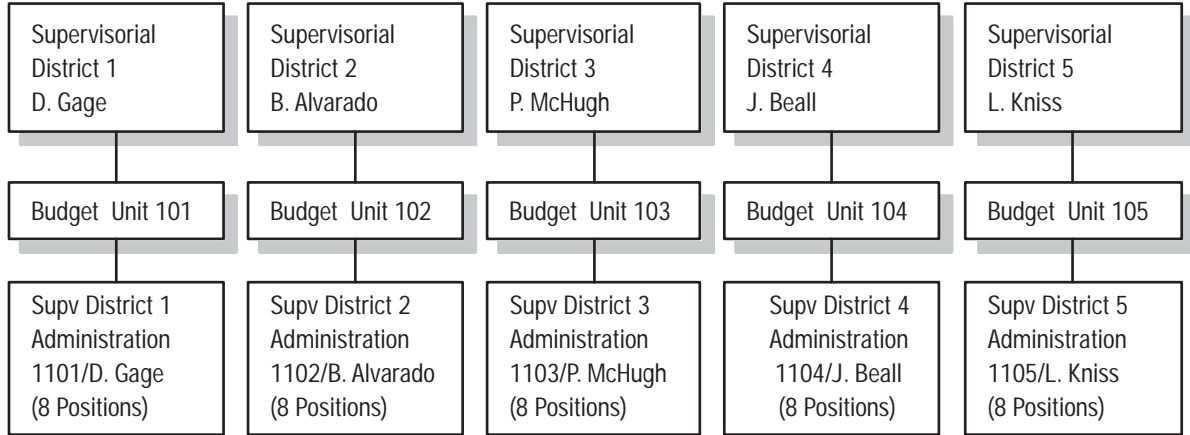 Supervisorial
District 1
D. Gage
Supervisorial
District 2
B. Alvarado
Supervisorial
District 3
P. McHugh
Supervisorial
District 4
J. Beall
Supervisorial
District 5
L. Kniss
Budget Unit 101
Budget Unit 102
Budget Unit 103
Budget Unit 104
Budget Unit 105
Supv District 1
Administration
1101/D. Gage
(8 Positions)
Supv District 2
Administration
1102/B. Alvarado
(8 Positions)
Supv District 3
Administration
1103/P. McHugh
(8 Positions)
Supv District 4
Administration
1104/J. Beall
(8 Positions)
Supv District 5
Administration
1105/L. Kniss
(8 Positions)